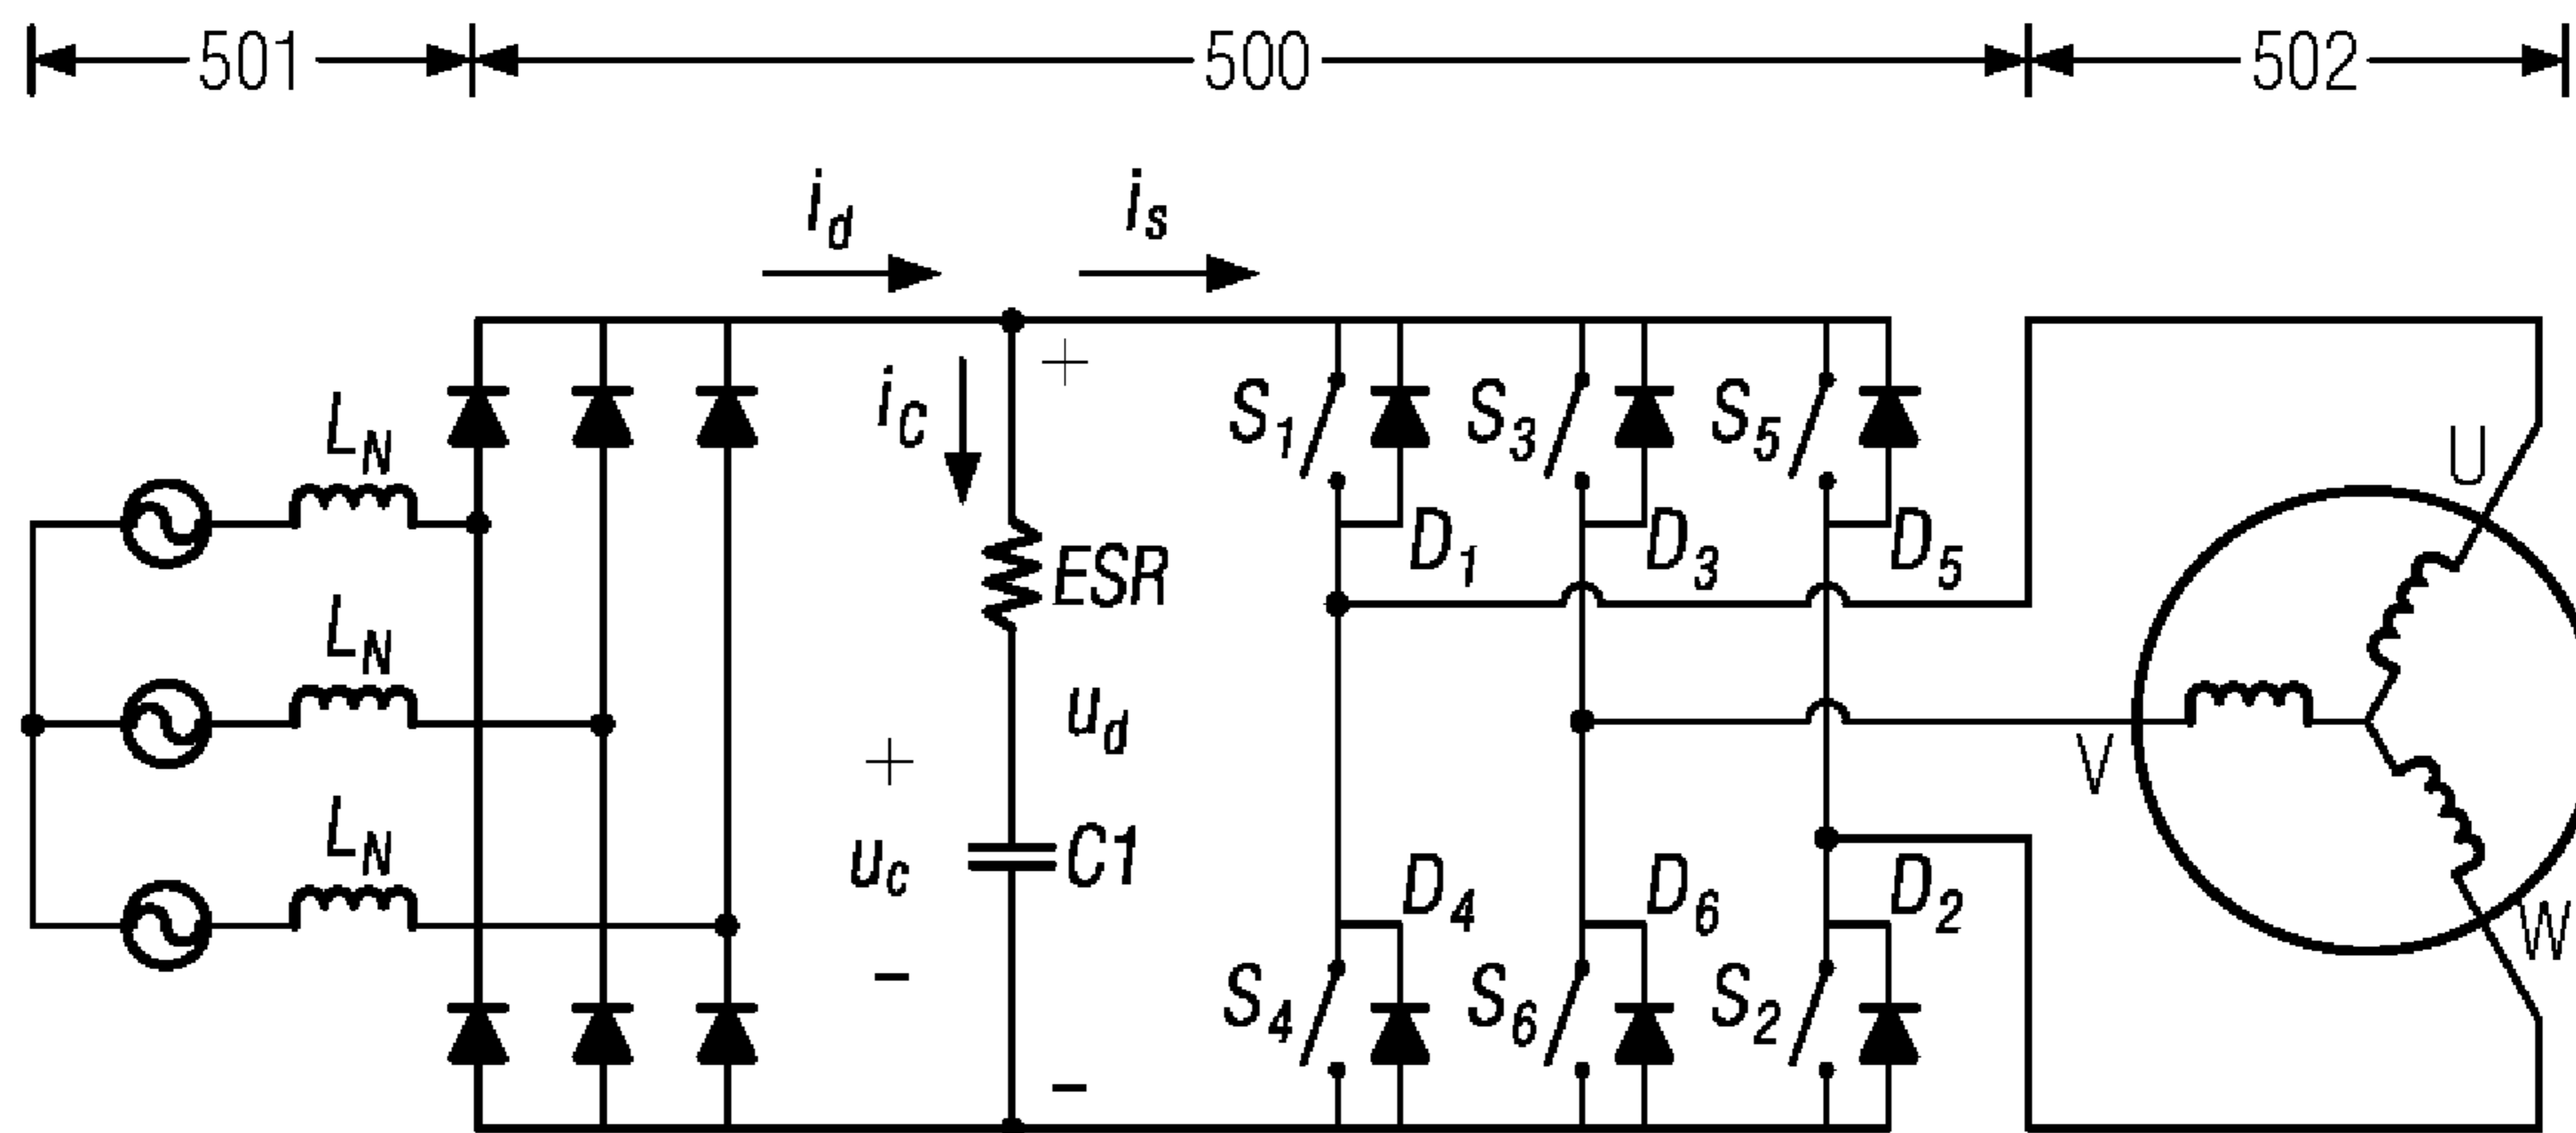 501 500 502
i_d i_s
+
i_C
L_N S_1 S_3 S_5 U
D_1 D_3 D_5
ESR
L_N
u_d
+ V
L_N
u_c C1 D_4 D_6 D_2
W
– S_4 S_6 S_2
–